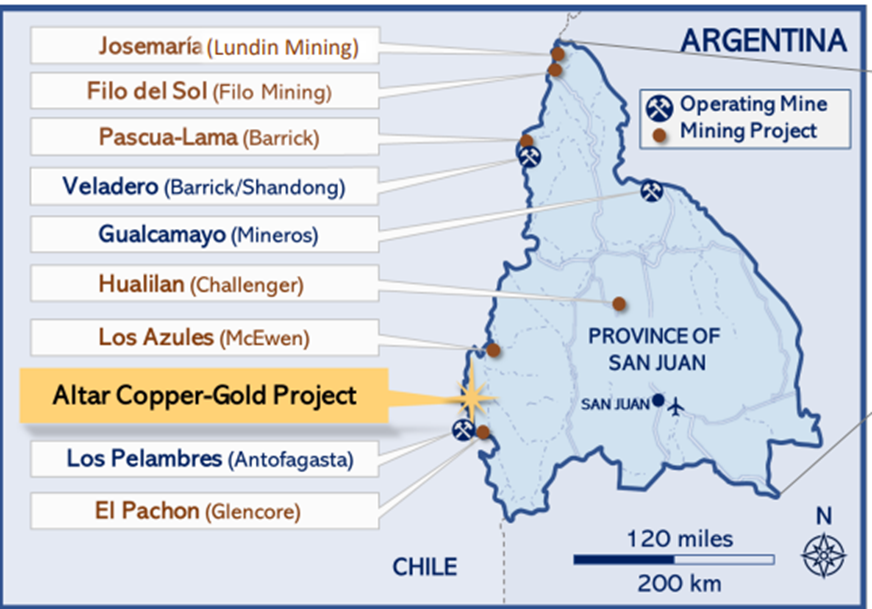 Josemaría (Lundin Mining)
Filo del Sol (Filo Mining)
Pascua-Lama (Barrick)
Veladero (Barrick/Shandong)
Gualcamayo (Mineros)
Hualilan (Challenger)
Los Azules (McEwen)
Altar Copper-Gold Project
Los Pelambres (Antofagasta)
El Pachon (Glencore)
ARGENTINA
Operating Mine
Mining Project
PROVINCE OF
SAN JUAN
SAN JUAN
CHILE
120 miles
200 km
N